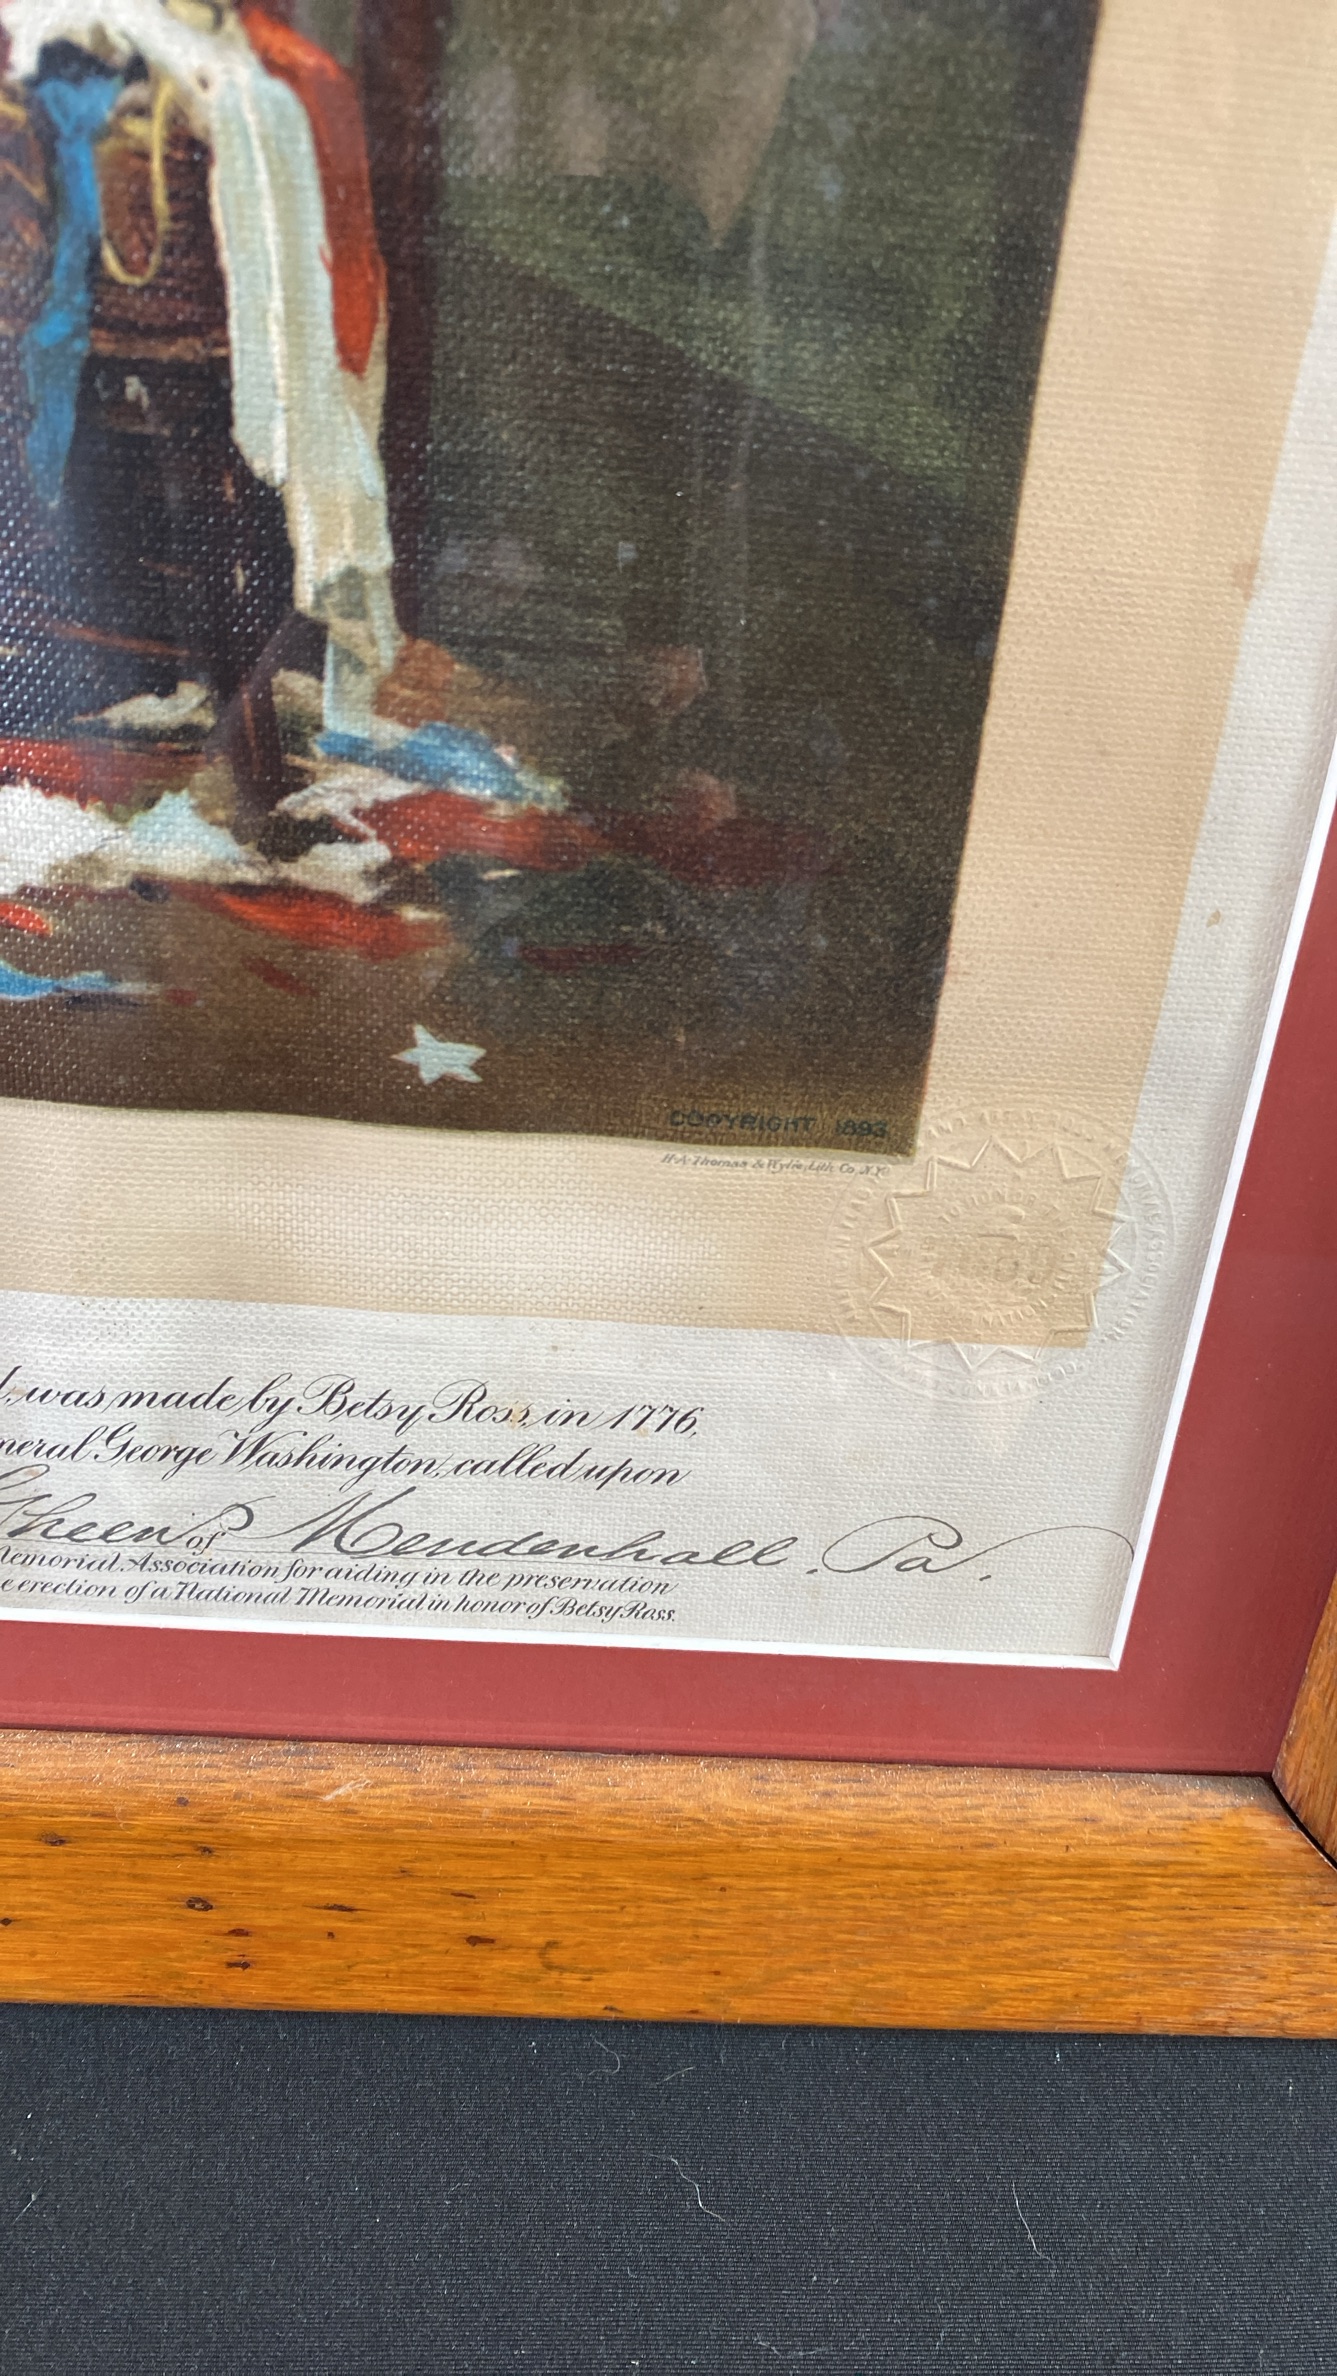 COPYRIGHT 1893
H.A. Thomas & Wylie, Lith. Co. N.Y.
was made by Betsy Ross, in 1776,
George Washington, called upon
of Mendenhall. Pa.
Memorial Association for aiding in the preservation
erection of a National Memorial in honor of Betsy Ross.